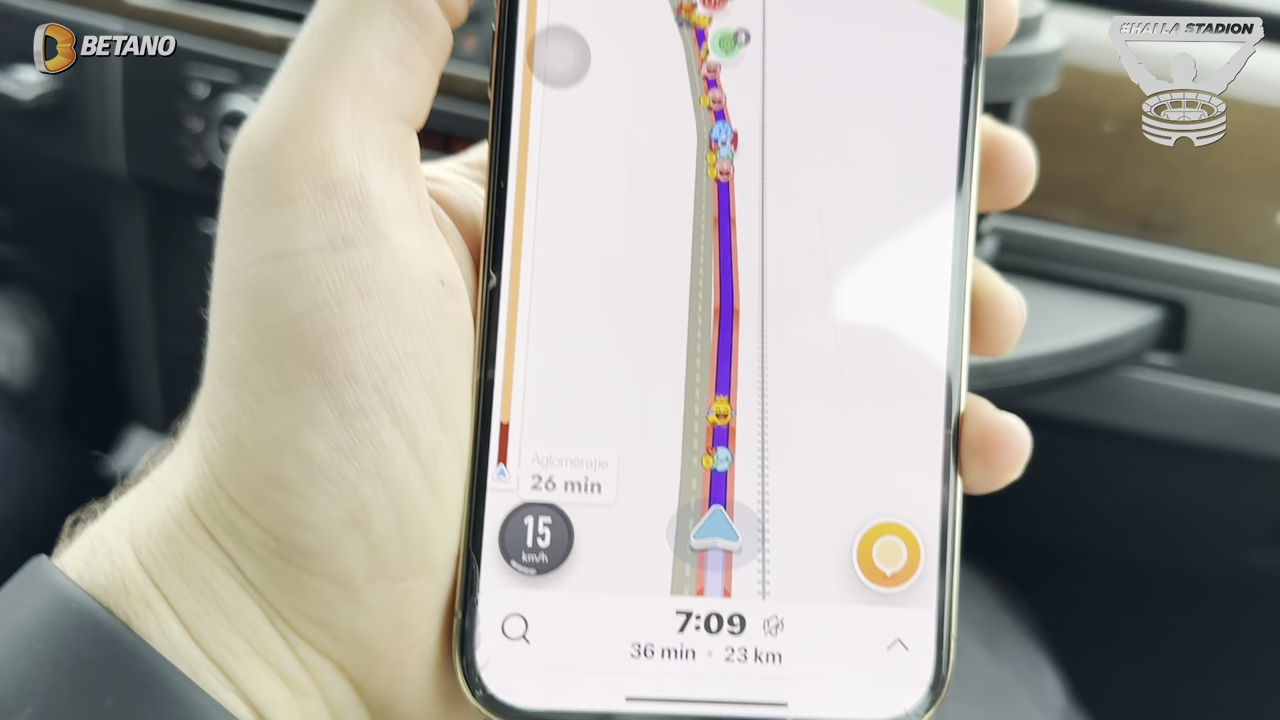 BETANO
#HAI LA STADION
Aglomerație
26 min
15
km/h
7:09
36 min • 23 km